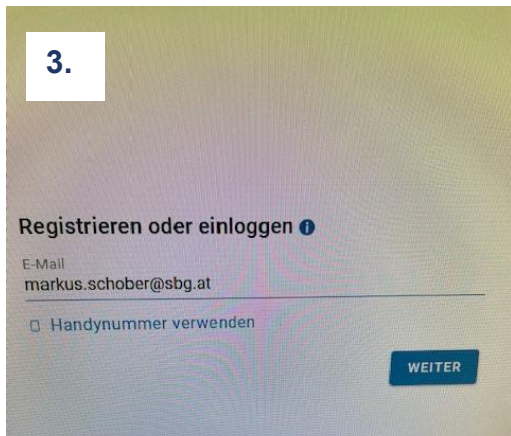 3.
Registrieren oder einloggen
E-Mail
markus.schober@sbg.at
Handynummer verwenden
WEITER